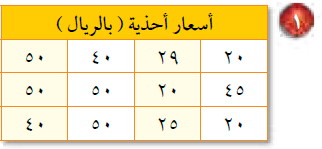 ١
أسعار أحذية ( بالريال )
٢٠ ٢٩ ٤٠ ٥٠
٤٥ ٢٠ ٥٠ ٥٠
٢٠ ٢٥ ٥٠ ٤٠